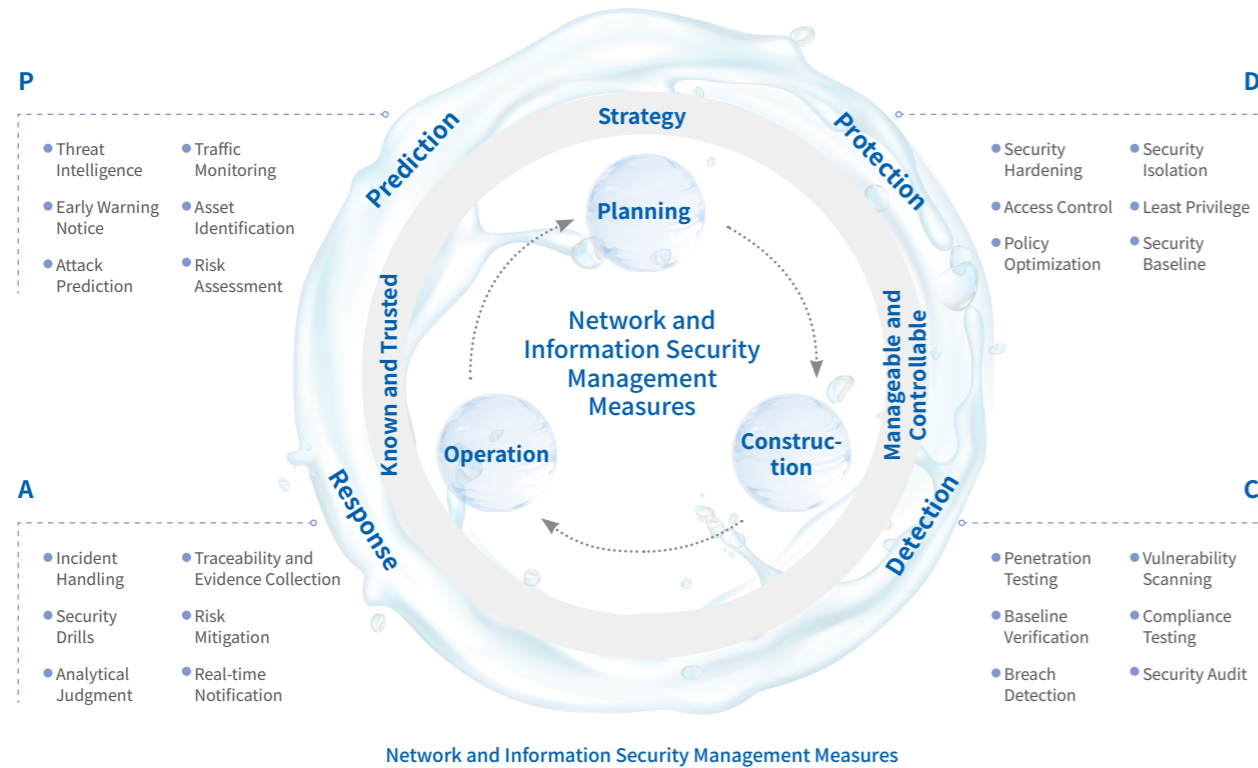 P
Threat
Intelligence
Traffic
Monitoring
Early Warning
Notice
Asset
Identification
Attack
Prediction
Risk
Assessment
D
Security
Hardening
Security
Isolation
Access Control
Least Privilege
Policy
Optimization
Security
Baseline
Prediction
Strategy
Protection
Known and Trusted
Manageable and
Controllable
Response
Detection
Planning
Network and
Information Security
Management
Measures
Operation
Construc-
tion
A
Incident
Handling
Traceability and
Evidence Collection
Security
Drills
Risk
Mitigation
Analytical
Judgment
Real-time
Notification
C
Penetration
Testing
Vulnerability
Scanning
Baseline
Verification
Compliance
Testing
Breach
Detection
Security Audit
Network and Information Security Management Measures